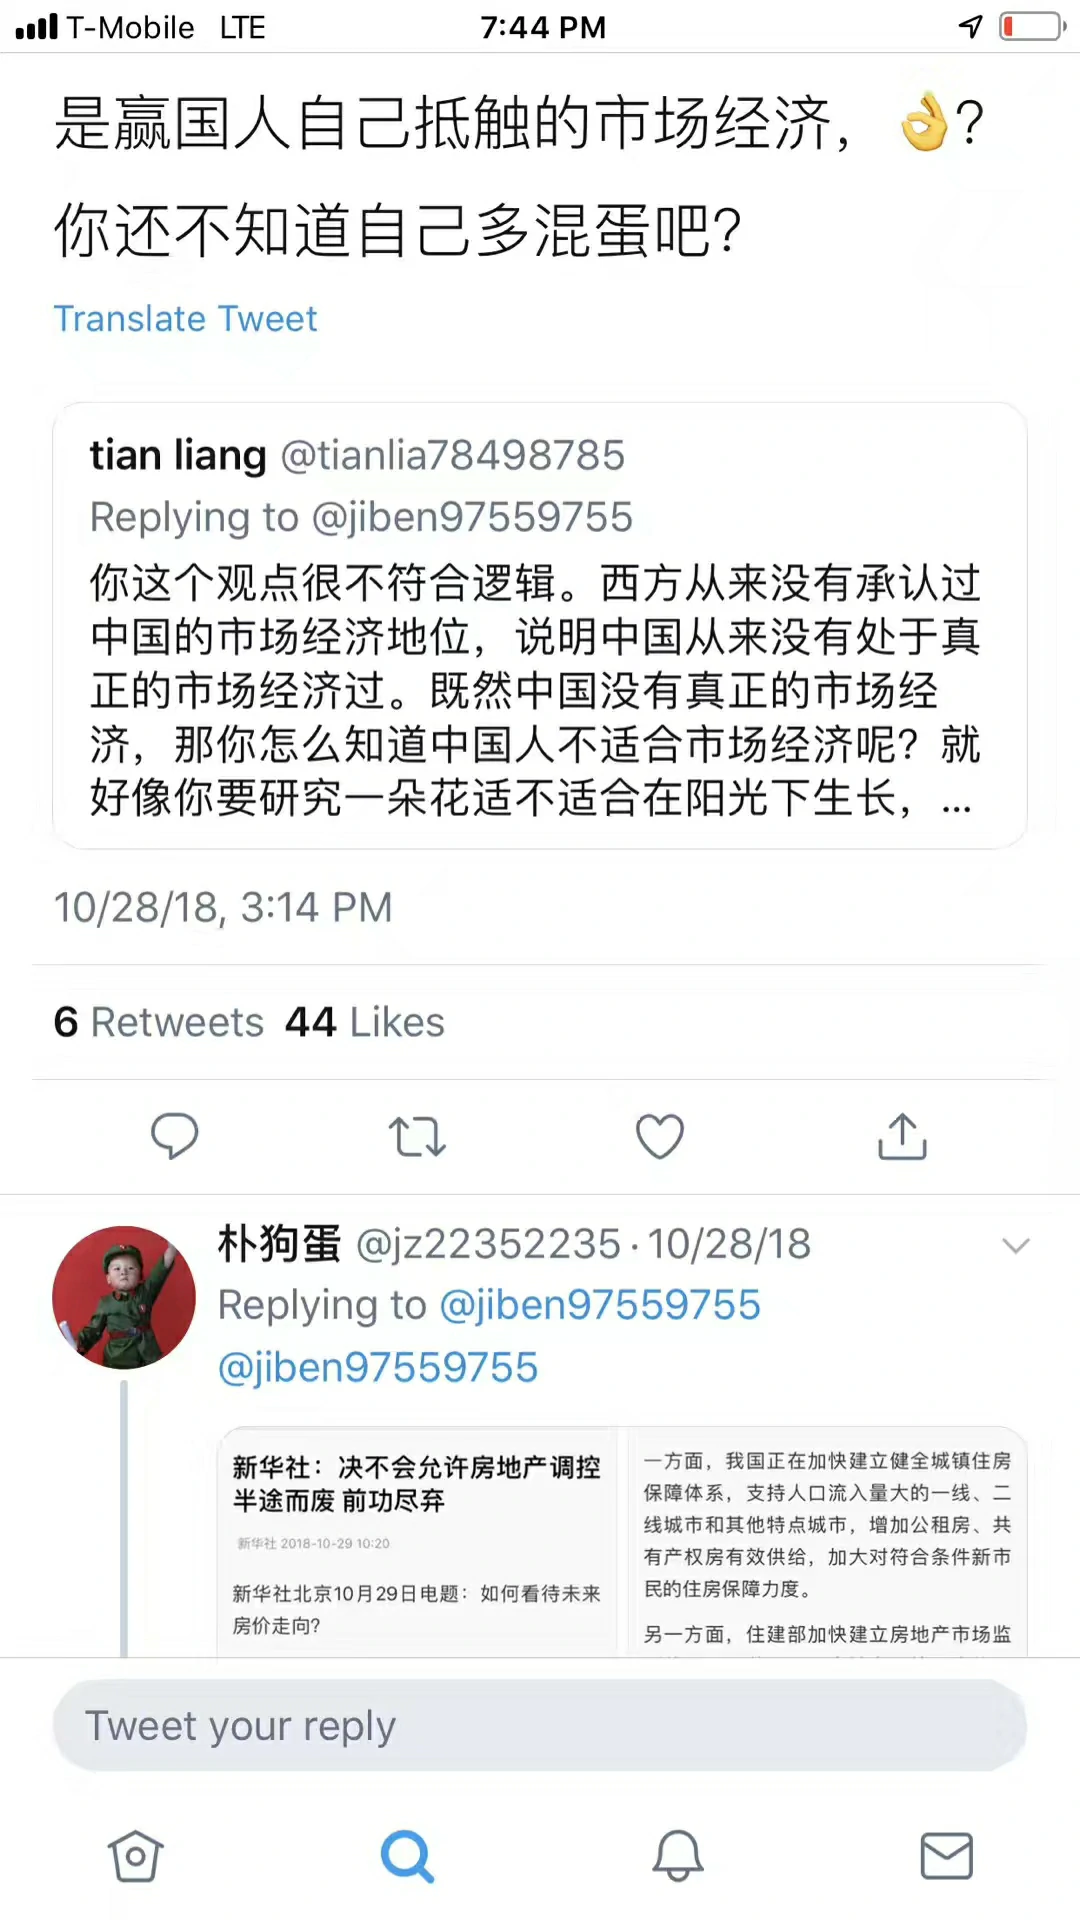 T-Mobile LTE 7:44 PM
是赢国人自己抵触的市场经济，👌?
你还不知道自己多混蛋吧?
Translate Tweet
tian liang @tianlia78498785
Replying to @jiben97559755
你这个观点很不符合逻辑。西方从来没有承认过
中国的市场经济地位，说明中国从来没有处于真
正的市场经济过。既然中国没有真正的市场经
济，那你怎么知道中国人不适合市场经济呢？就
好像你要研究一朵花适不适合在阳光下生长，...
10/28/18, 3:14 PM
6 Retweets 44 Likes
朴狗蛋 @jz22352235 · 10/28/18
Replying to @jiben97559755
@jiben97559755
新华社：决不会允许房地产调控
半途而废 前功尽弃
新华社 2018-10-29 10:20
新华社北京10月29日电题：如何看待未来
房价走向?
一方面，我国正在加快建立健全城镇住房
保障体系，支持人口流入量大的一线、二
线城市和其他特点城市，增加公租房、共
有产权房有效供给，加大对符合条件新市
民的住房保障力度。
另一方面，住建部加快建立房地产市场监
Tweet your reply